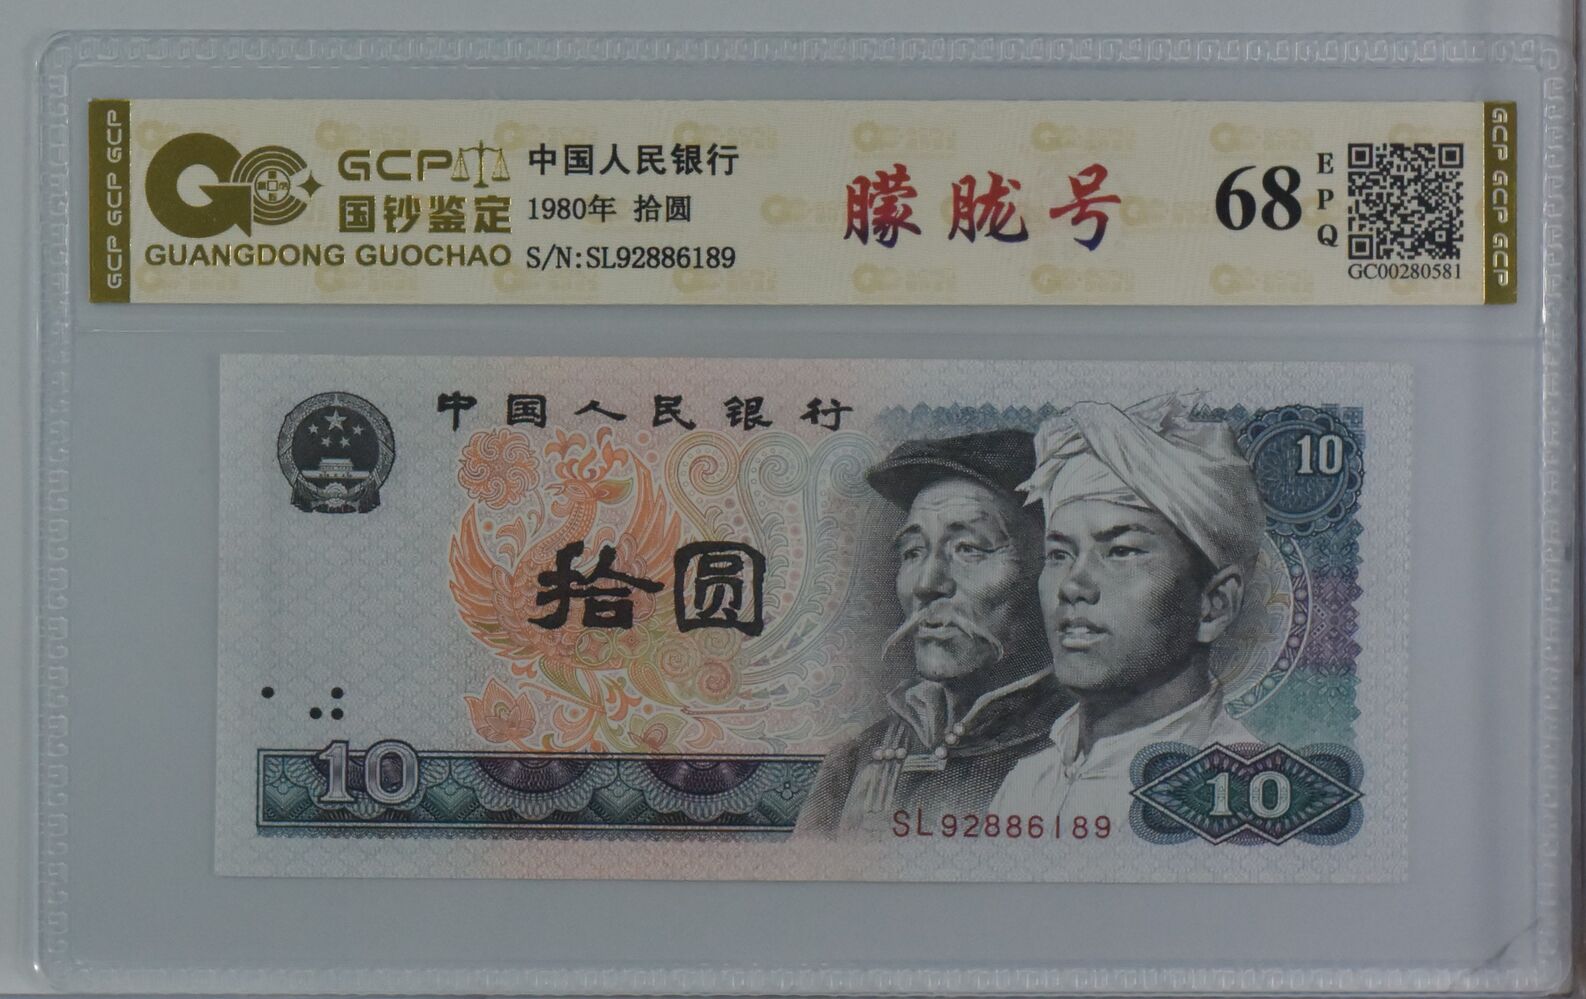 GCP GCP GCP
GCP
国钞鉴定
GUANGDONG GUOCHAO
中国人民银行
1980年 拾圆
S/N:SL92886189
朦胧号
68
EPQ
GC00280581
GCP GCP GCP
中国人民银行
10
拾圆
10
10
SL92886189